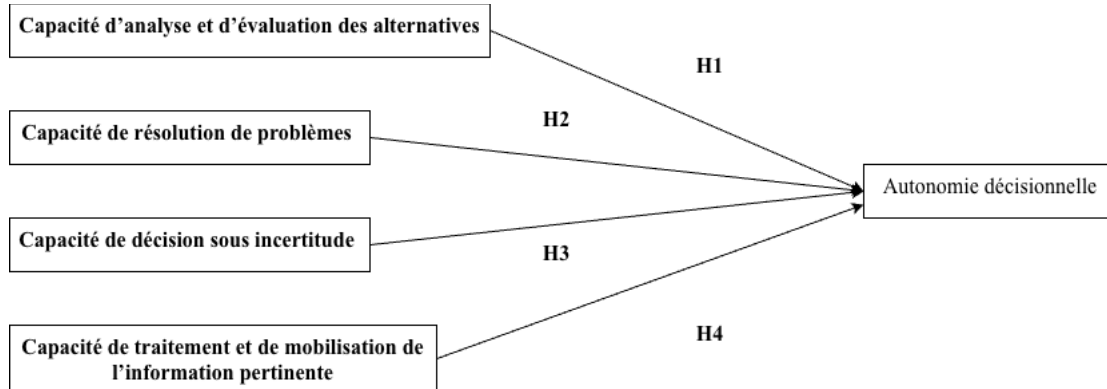 Capacité d'analyse et d'évaluation des alternatives
H1
H2
Capacité de résolution de problèmes
Autonomie décisionnelle
Capacité de décision sous incertitude
H3
H4
Capacité de traitement et de mobilisation de
l'information pertinente